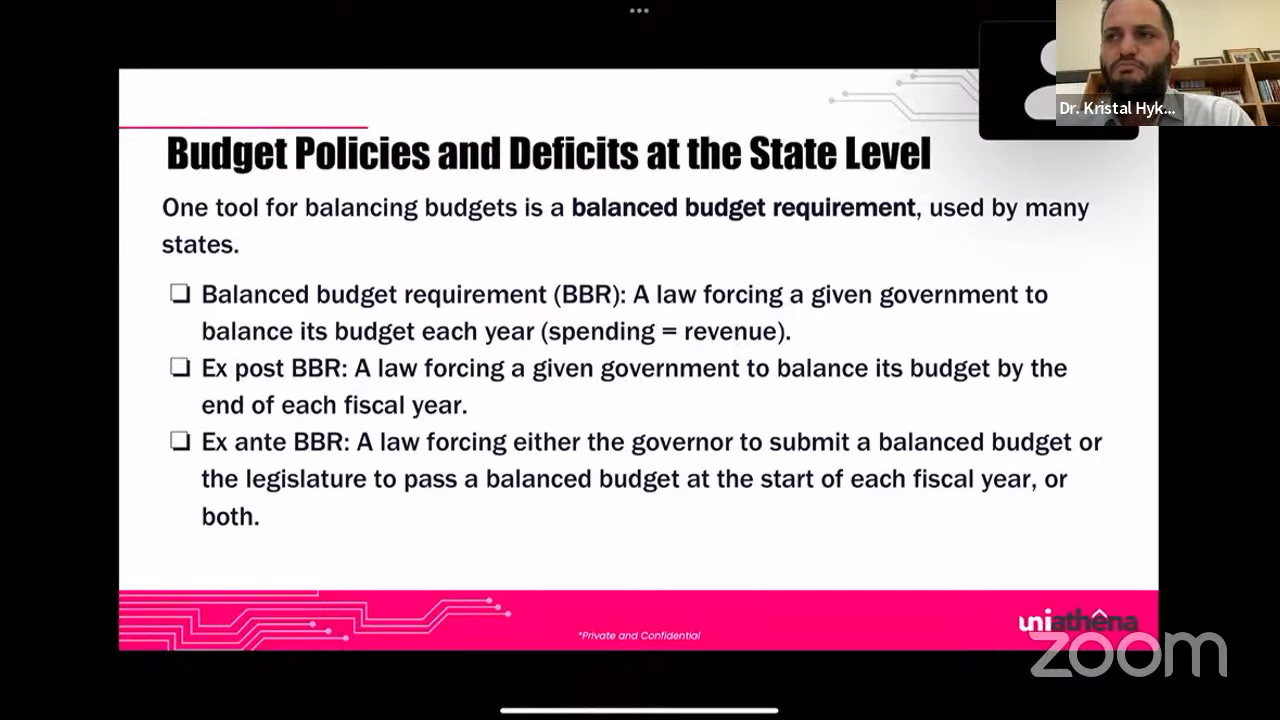 Dr. Kristal Hyk...
Budget Policies and Deficits at the State Level
One tool for balancing budgets is a balanced budget requirement, used by many
states.
❏ Balanced budget requirement (BBR): A law forcing a given government to
balance its budget each year (spending = revenue).
❏ Ex post BBR: A law forcing a given government to balance its budget by the
end of each fiscal year.
❏ Ex ante BBR: A law forcing either the governor to submit a balanced budget or
the legislature to pass a balanced budget at the start of each fiscal year, or
both.
*Private and Confidential
uniathena
zoom